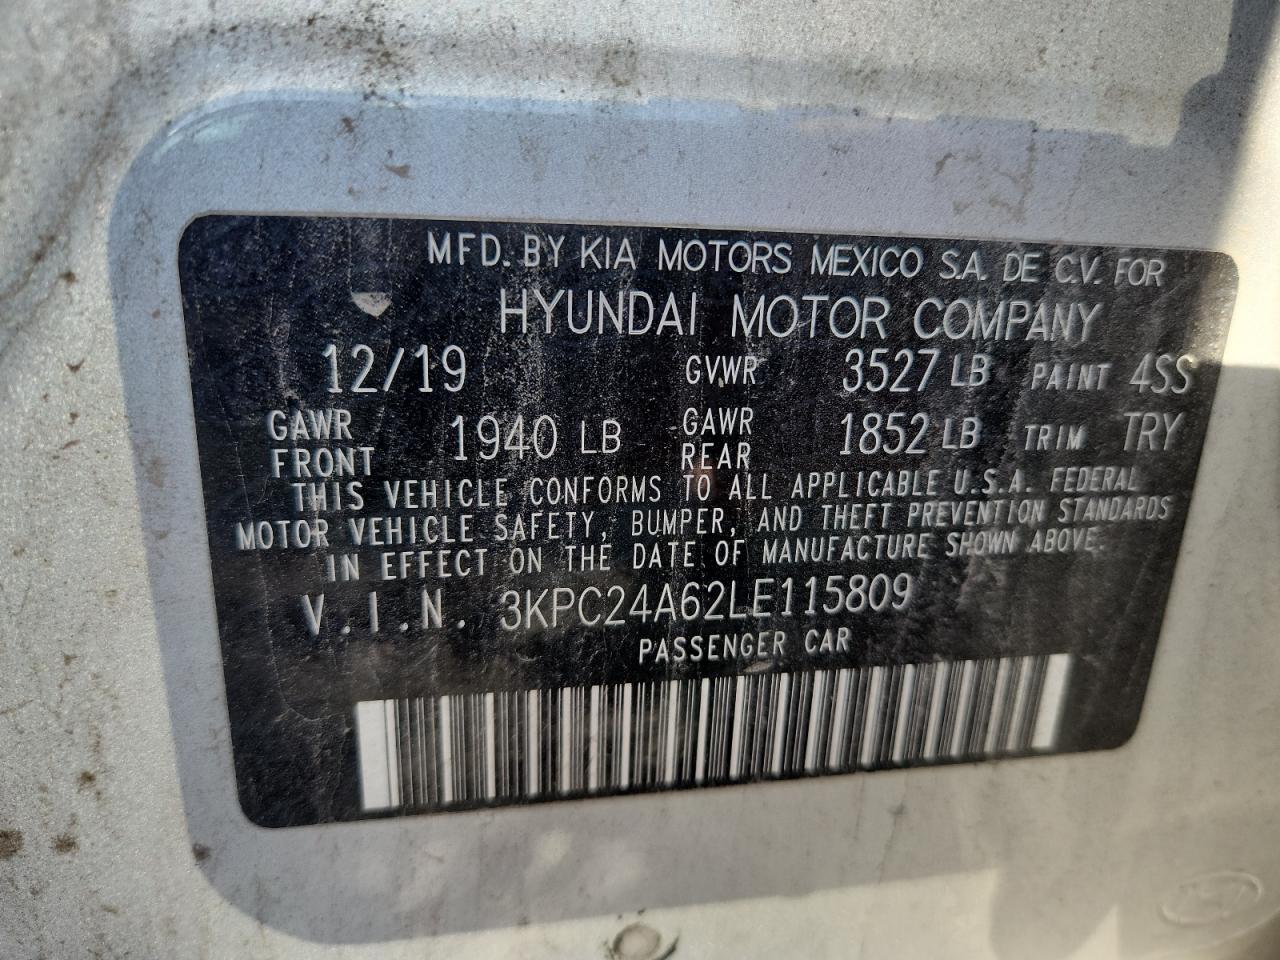 MFD. BY KIA MOTORS MEXICO S.A. DE C.V. FOR
HYUNDAI MOTOR COMPANY
12/19 GVWR 3527 LB PAINT 4SS
GAWR FRONT 1940 LB GAWR REAR 1852 LB TRIM TRY
THIS VEHICLE CONFORMS TO ALL APPLICABLE U.S.A. FEDERAL
MOTOR VEHICLE SAFETY, BUMPER, AND THEFT PREVENTION STANDARDS
IN EFFECT ON THE DATE OF MANUFACTURE SHOWN ABOVE.
V.I.N. 3KPC24A62LE115809
PASSENGER CAR